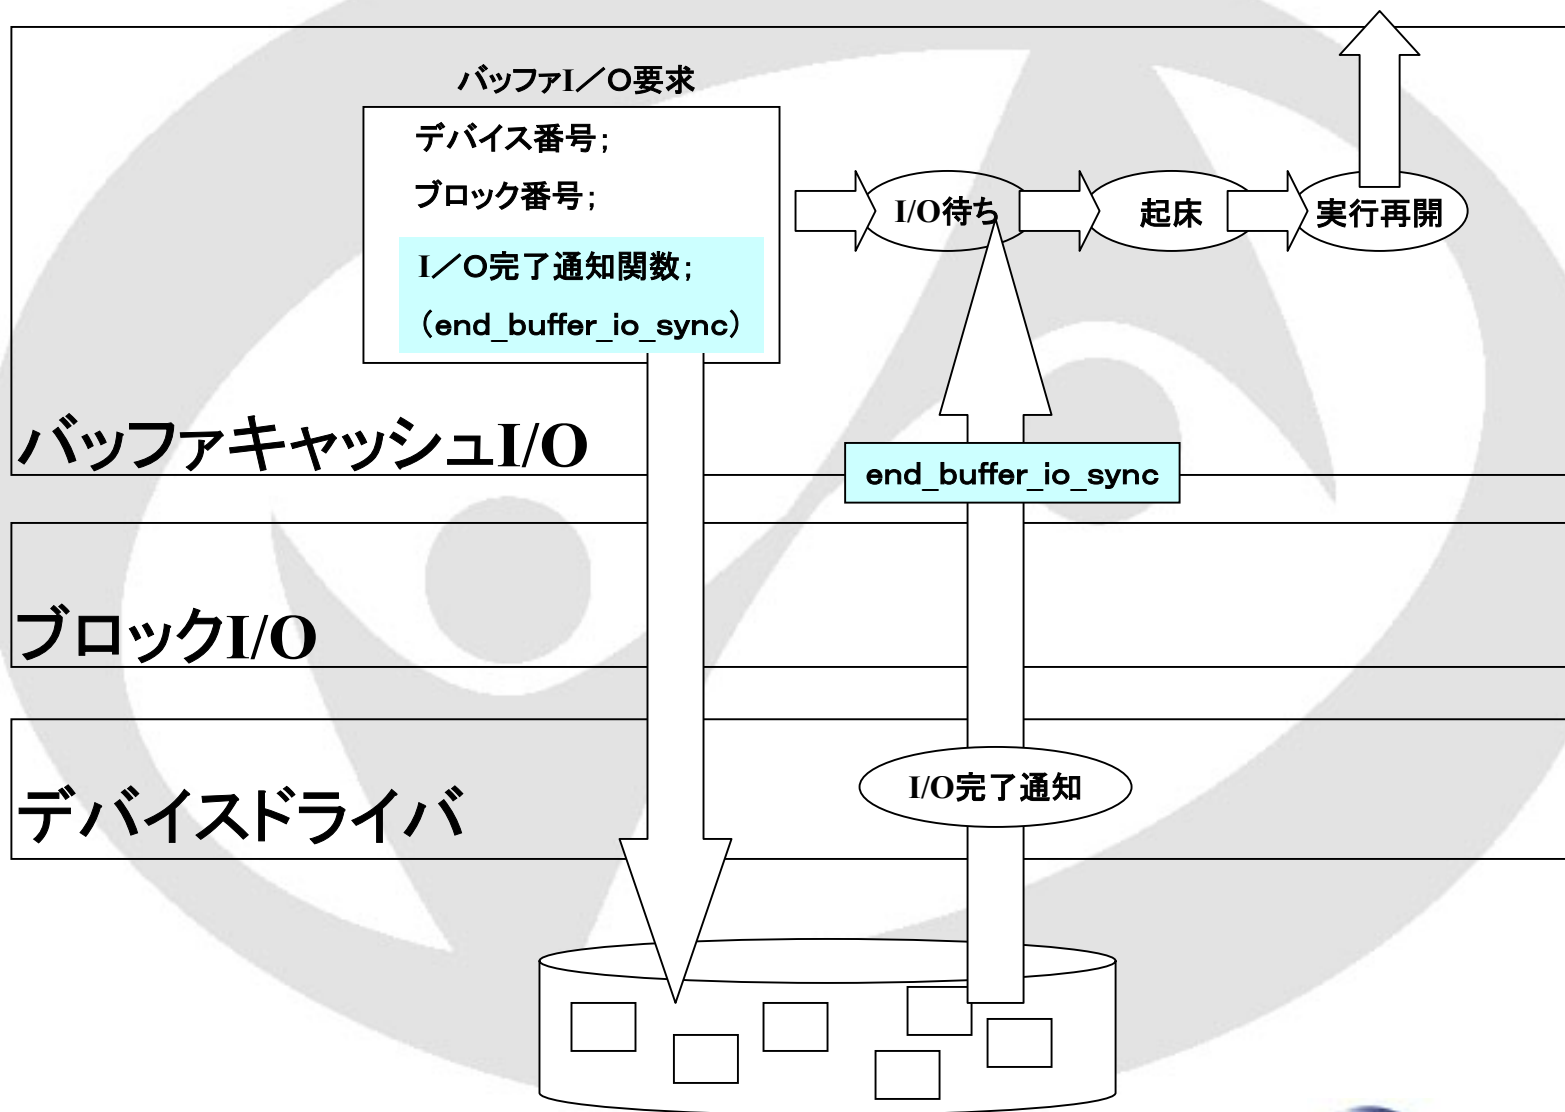 バッファI／O要求
デバイス番号；
ブロック番号；
I／O完了通知関数；
（end_buffer_io_sync）
I/O待ち
起床
実行再開
バッファキャッシュI/O
end_buffer_io_sync
ブロックI/O
デバイスドライバ
I/O完了通知